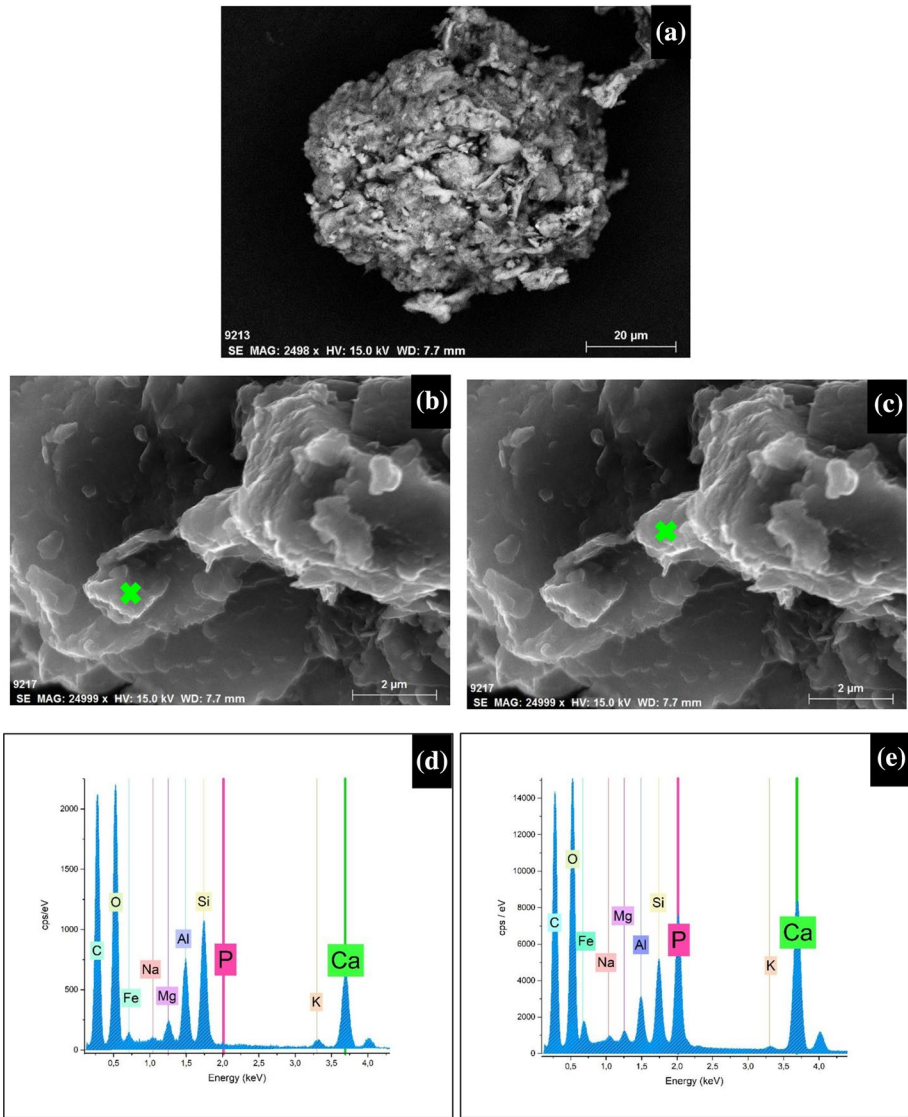 (a)
9213
SE MAG: 2498 x HV: 15.0 kV WD: 7.7 mm
20 µm
(b)
9217
SE MAG: 24999 x HV: 15.0 kV WD: 7.7 mm
2 µm
(c)
9217
SE MAG: 24999 x HV: 15.0 kV WD: 7.7 mm
2 µm
(d)
cps/eV
2000
1500
1000
500
0
C
O
Fe
Na
Mg
Al
Si
P
K
Ca
0,5 1,0 1,5 2,0 2,5 3,0 3,5 4,0
Energy (keV)
(e)
cps / eV
14000
12000
10000
8000
6000
4000
2000
0
C
O
Fe
Na
Mg
Al
Si
P
K
Ca
0,5 1,0 1,5 2,0 2,5 3,0 3,5 4,0
Energy (keV)